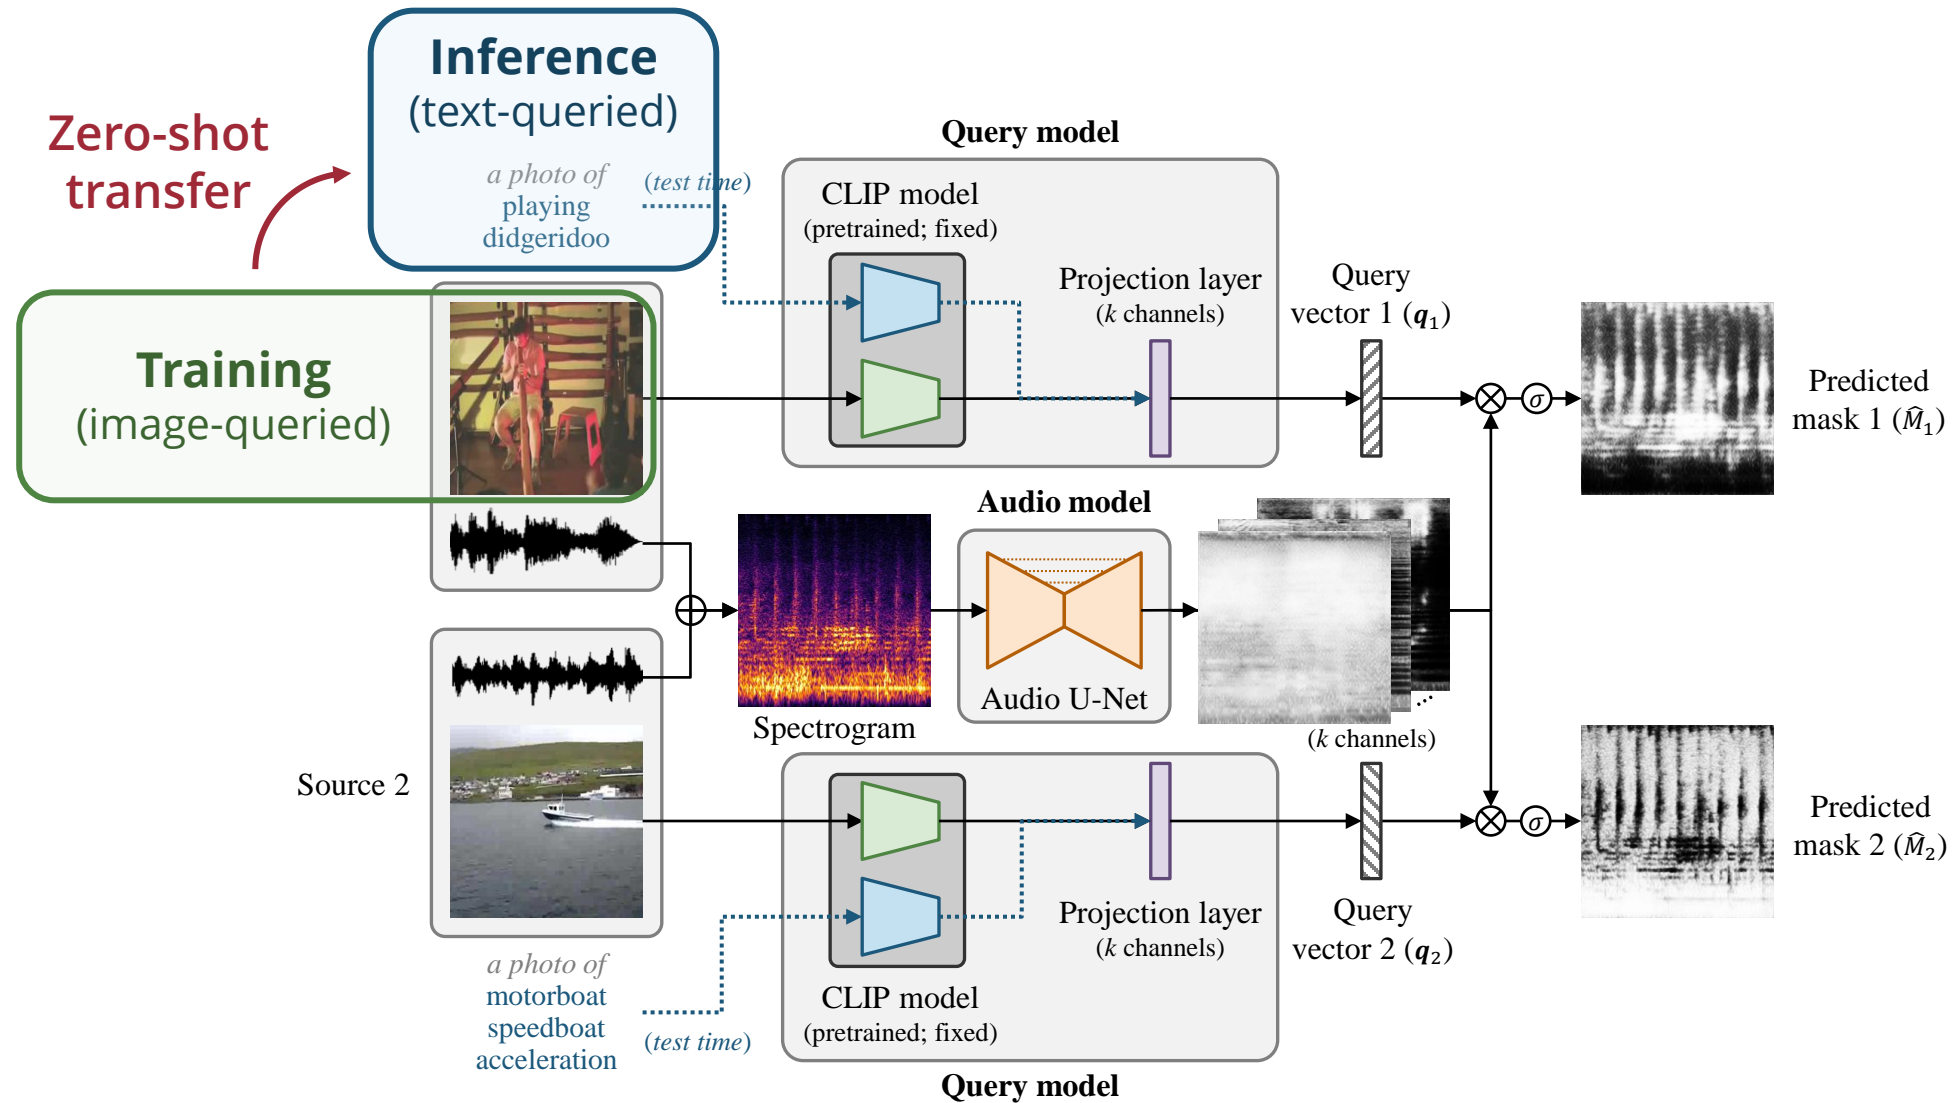 Inference
(text-queried)
Zero-shot
transfer
a photo of
playing
didgeridoo
(test time)
Query model
CLIP model
(pretrained; fixed)
Projection layer
(k channels)
Query
vector 1 (q₁)
σ
Predicted
mask 1 (M̂₁)
Training
(image-queried)
Audio model
Audio U-Net
Spectrogram
...
(k channels)
Source 2
σ
Predicted
mask 2 (M̂₂)
Projection layer
(k channels)
Query
vector 2 (q₂)
a photo of
motorboat
speedboat
acceleration
(test time)
CLIP model
(pretrained; fixed)
Query model